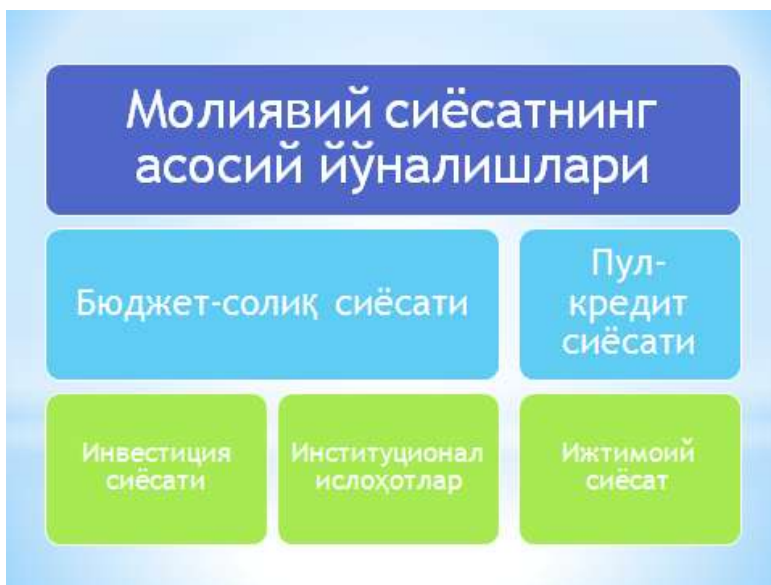 Молиявий сиёсатнинг
асосий йўналишлари
Бюджет-солиқ сиёсати
Пул-
кредит
сиёсати
Инвестиция
сиёсати
Институционал
ислоҳотлар
Ижтимоий
сиёсат